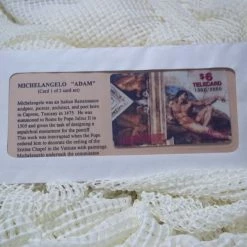 MICHELANGELO "ADAM"
(Card 1 of 2 card set)
Michelangelo was an Italian Renaissance
sculptor, painter, architect, and poet born
in Caprese, Tuscany in 1475. He was
summoned to Rome by Pope Julius II in
1505 and given the task of designing a
sepulchral monument for the pontiff.
This work was interrupted when the Pope
ordered him to decorate the ceiling of the
Sistine Chapel in the Vatican with paintings.
Michelangelo undertook the commission
$6
TELECARD